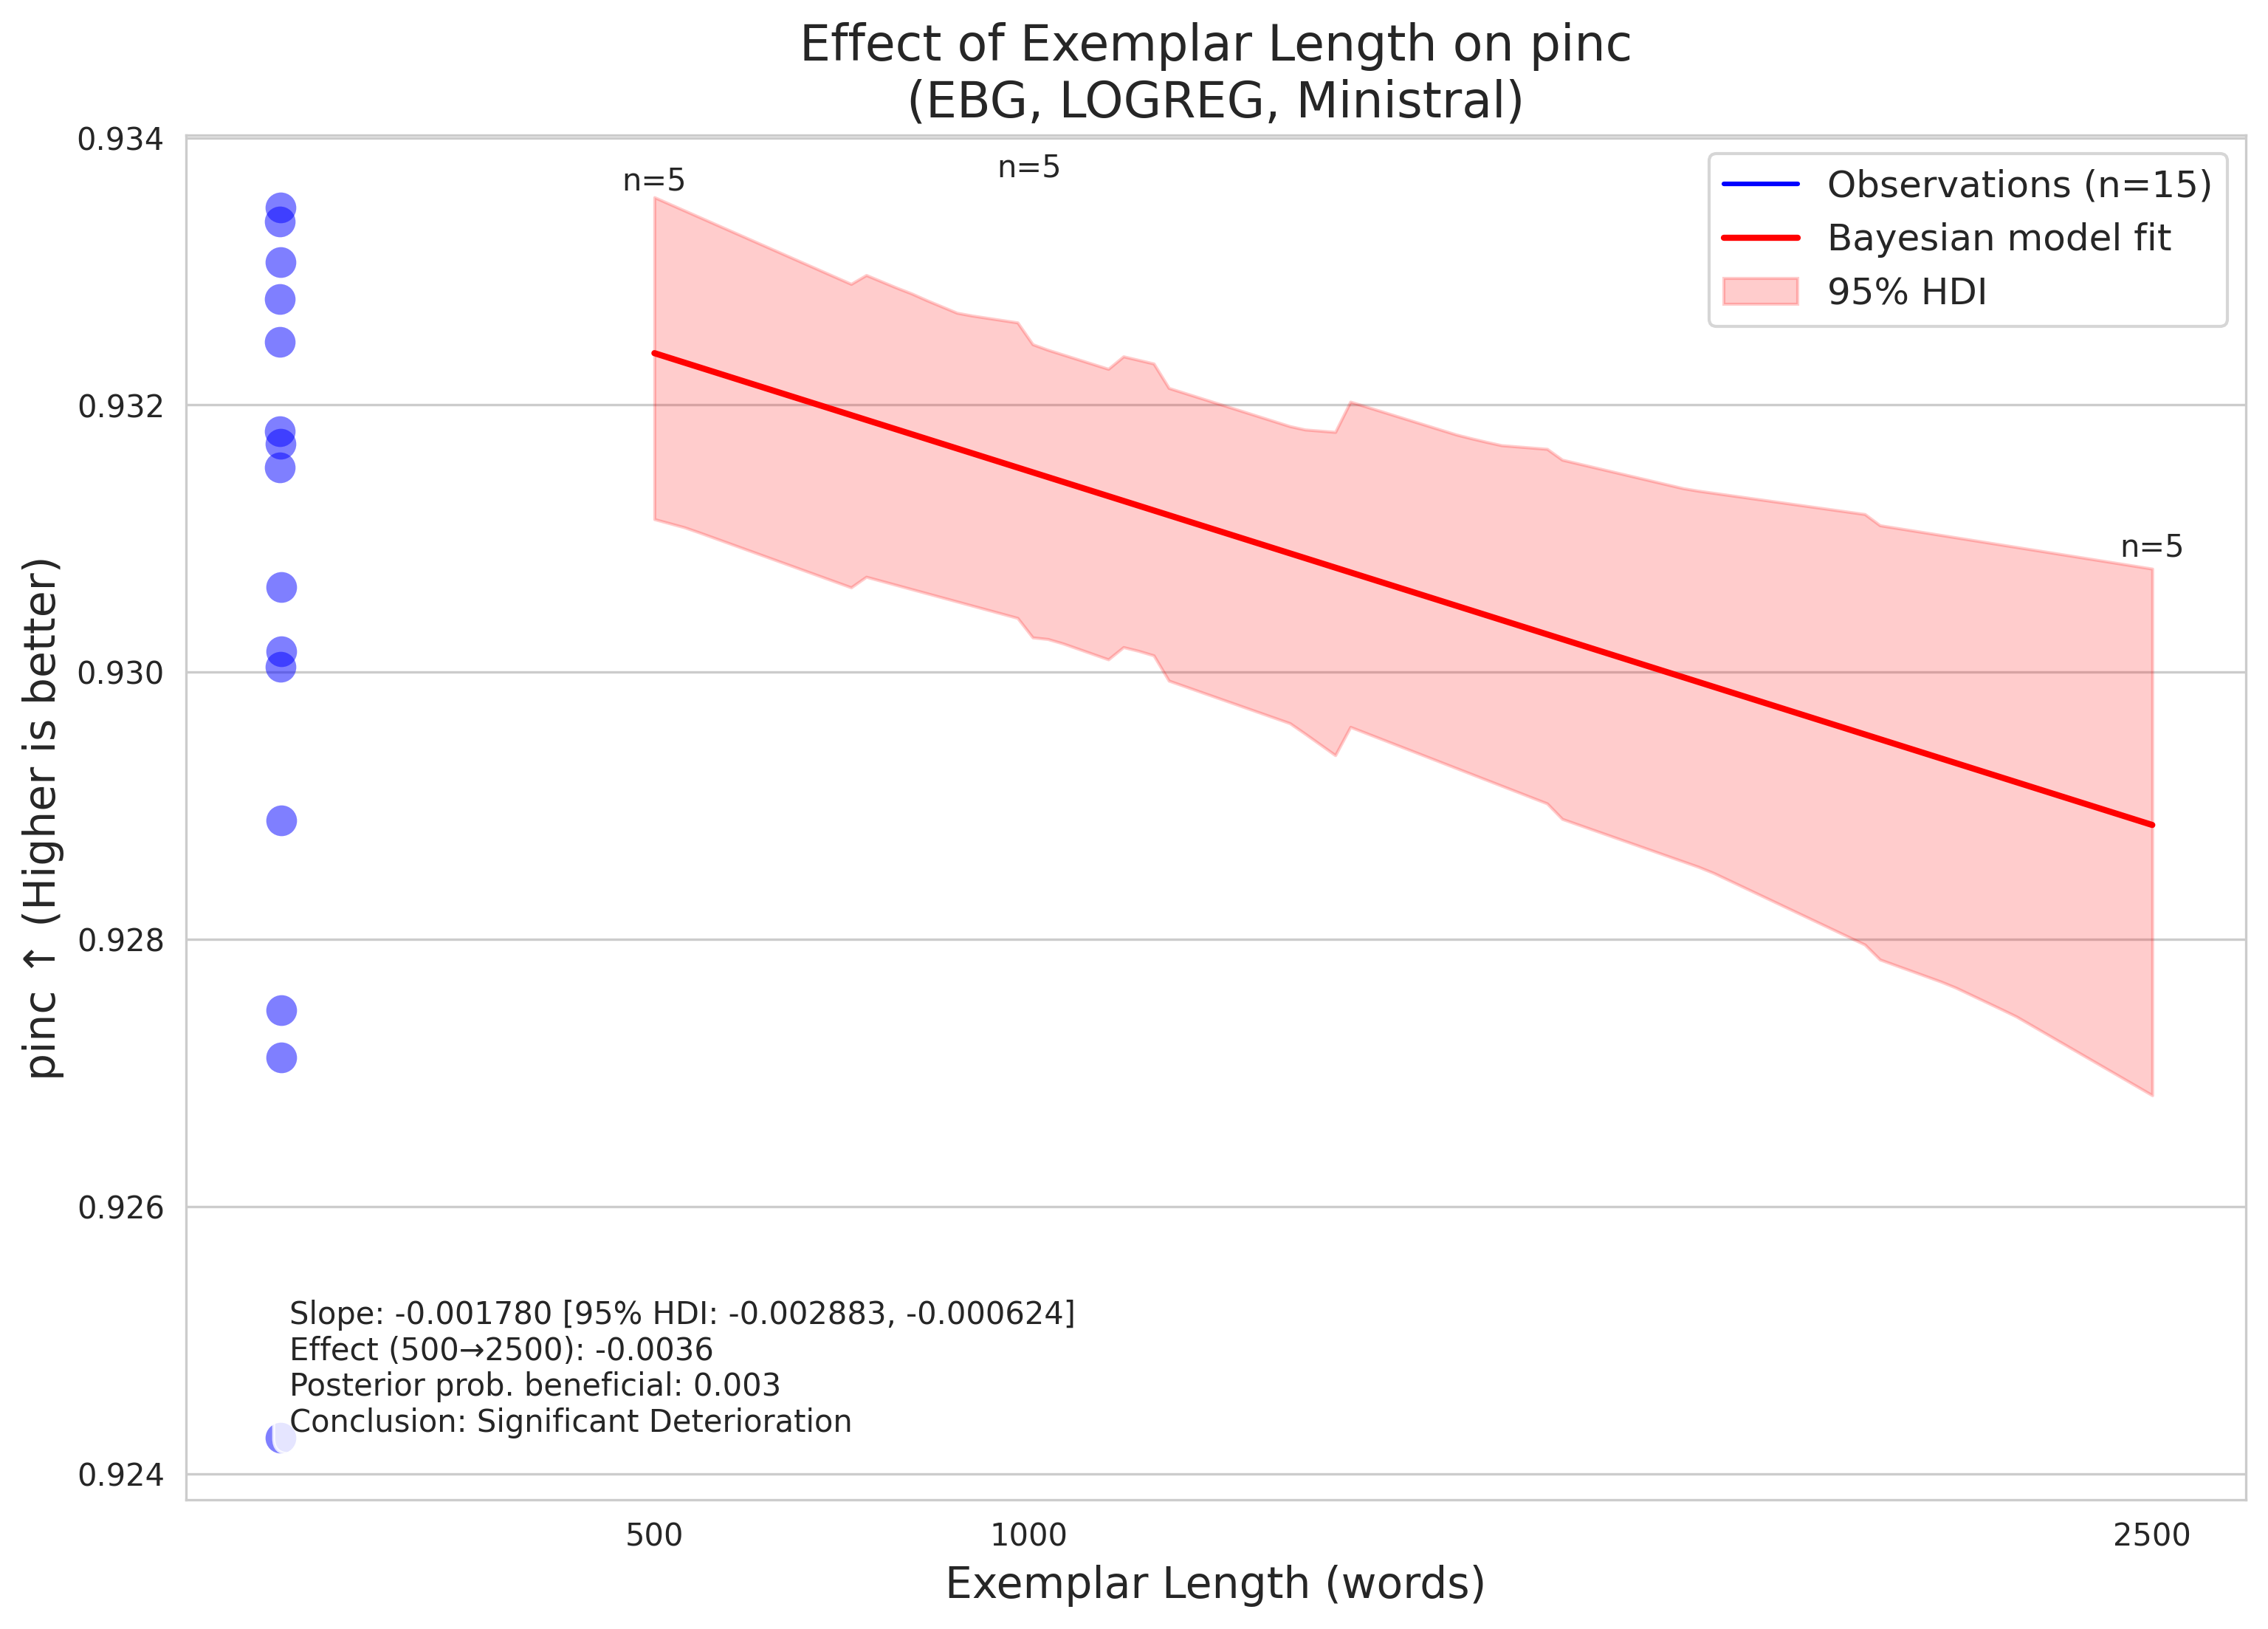 Effect of Exemplar Length on pinc
(EBG, LOGREG, Ministral)
0.934
0.932
0.930
0.928
0.926
0.924
pinc ↑ (Higher is better)
n=5
n=5
n=5
Observations (n=15)
Bayesian model fit
95% HDI
Slope: -0.001780 [95% HDI: -0.002883, -0.000624]
Effect (500→2500): -0.0036
Posterior prob. beneficial: 0.003
Conclusion: Significant Deterioration
500
1000
2500
Exemplar Length (words)